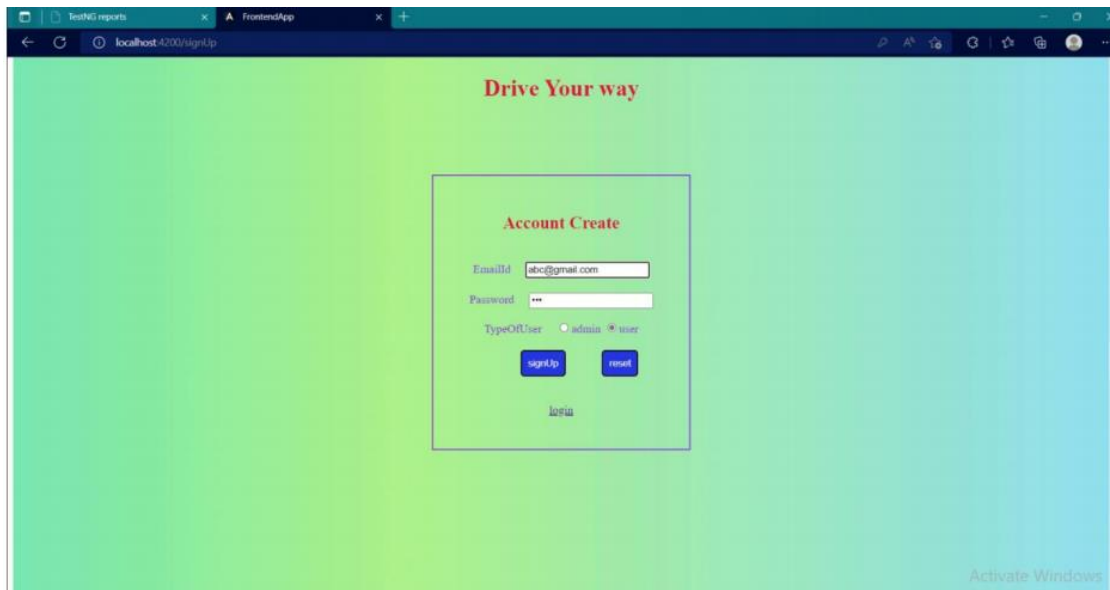 TestNG reports
FrontendApp
localhost:4200/signUp
Drive Your way
Account Create
EmailId abc@gmail.com
Password •••
TypeOfUser admin user
signUp reset
login
Activate Windows